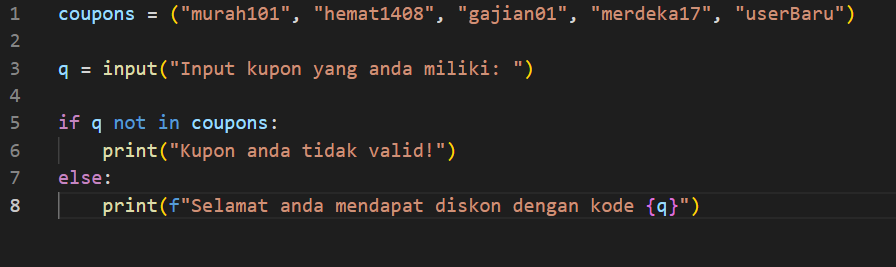 1 coupons = ("murah101", "hemat1408", "gajian01", "merdeka17", "userBaru")
2
3 q = input("Input kupon yang anda miliki: ")
4
5 if q not in coupons:
6     print("Kupon anda tidak valid!")
7 else:
8     print(f"Selamat anda mendapat diskon dengan kode {q}")